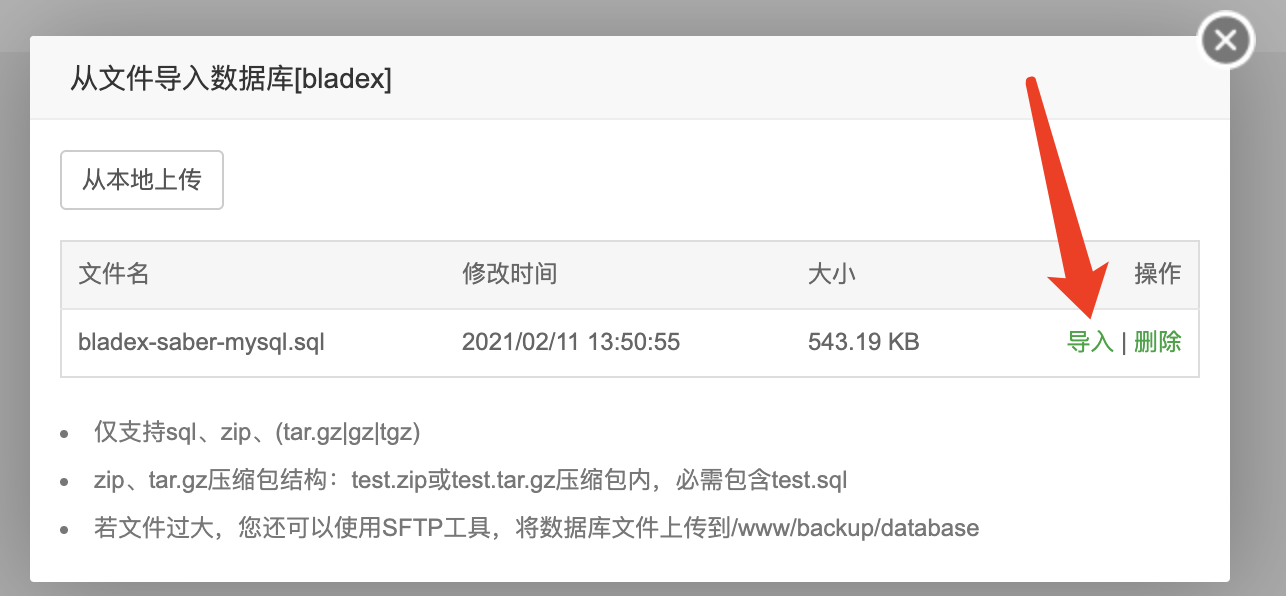 从文件导入数据库[bladex]
从本地上传
文件名 修改时间 大小 操作
bladex-saber-mysql.sql 2021/02/11 13:50:55 543.19 KB 导入 | 删除
仅支持sql、zip、(tar.gz|gz|tgz)
zip、tar.gz压缩包结构：test.zip或test.tar.gz压缩包内，必需包含test.sql
若文件过大，您还可以使用SFTP工具，将数据库文件上传到/www/backup/database